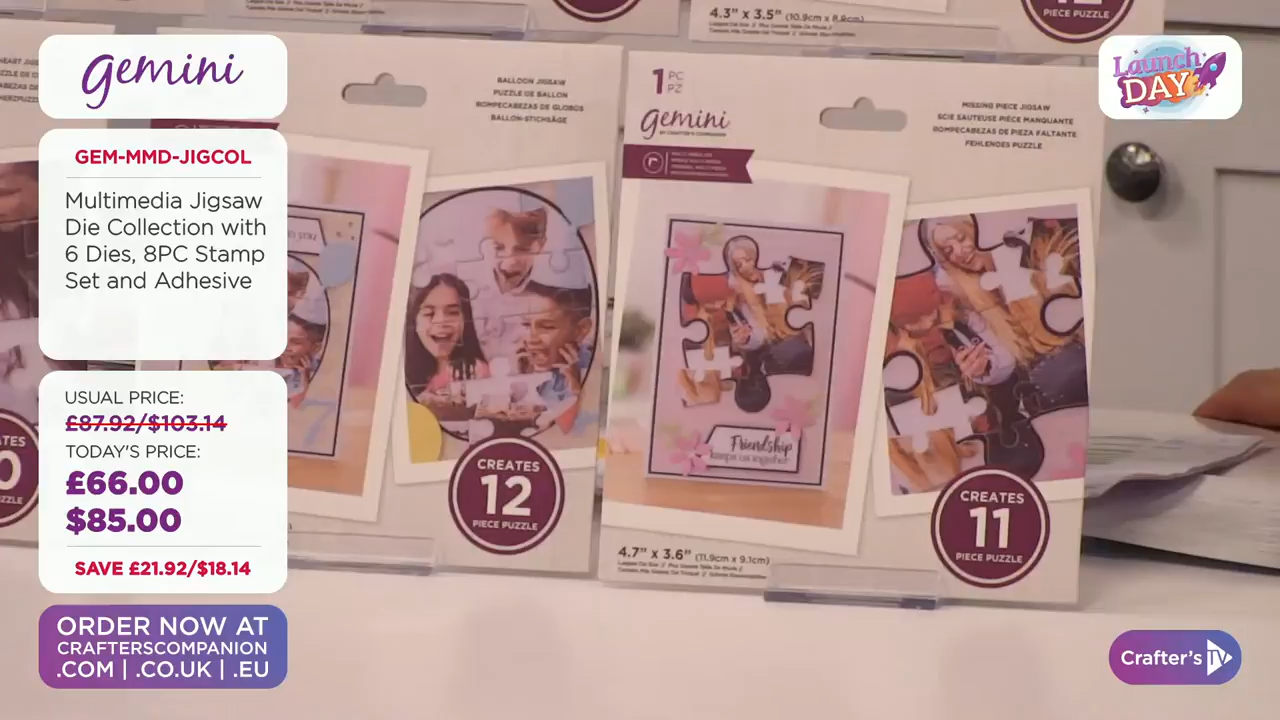 gemini
GEM-MMD-JIGCOL
Multimedia Jigsaw
Die Collection with
6 Dies, 8PC Stamp
Set and Adhesive
USUAL PRICE:
£87.92/$103.14
TODAY'S PRICE:
£66.00
$85.00
SAVE £21.92/$18.14
ORDER NOW AT
CRAFTERSCOMPANION
.COM | .CO.UK | .EU
Launch
DAY
Crafter's TV
4.3" x 3.5" (10.9cm x 8.9cm)
PIECE PUZZLE
BALLOON JIGSAW
PUZZLE DE BALLON
ROMPECABEZAS DE GLOBOS
BALLON-STICHSÄGE
CREATES
12
PIECE PUZZLE
1 PC
PZ
gemini
BY CRAFTER'S COMPANION
MISSING PIECE JIGSAW
SCIE SAUTEUSE PIÈCE MANQUANTE
ROMPECABEZAS DE PIEZA FALTANTE
FEHLENDES PUZZLE
Friendship
keeps us together
CREATES
11
PIECE PUZZLE
4.7" x 3.6" (11.9cm x 9.1cm)